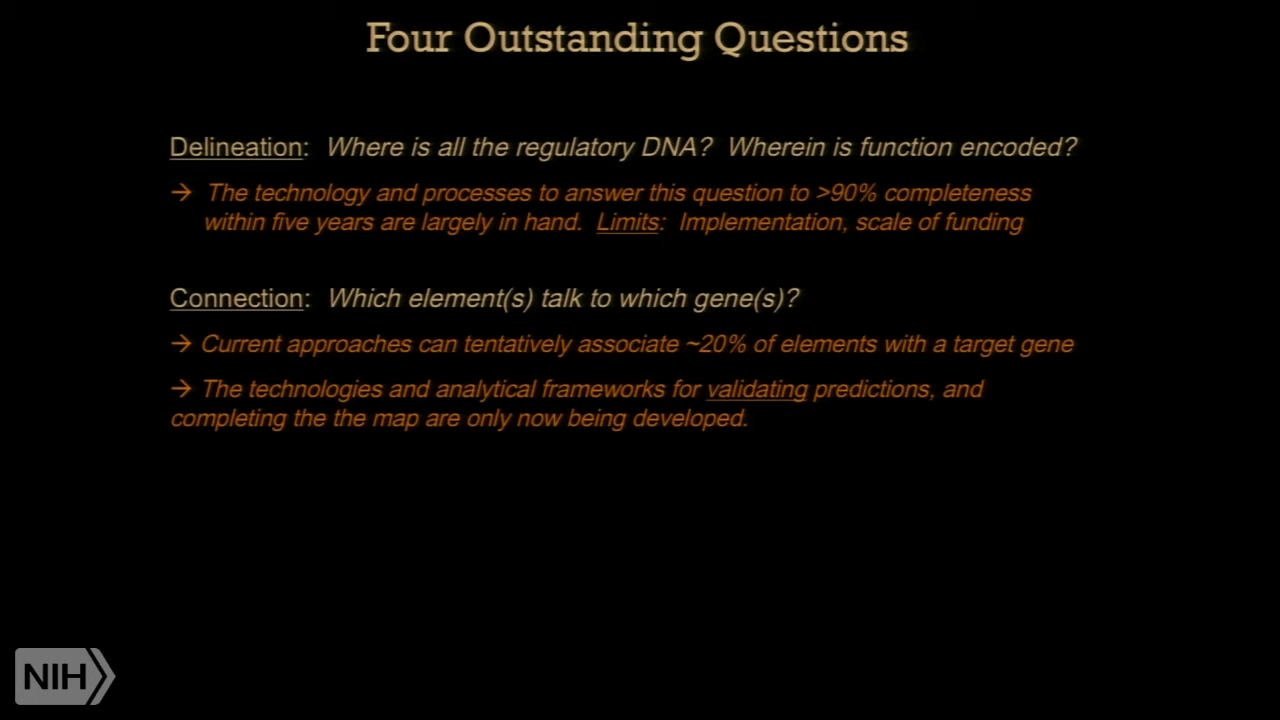 Four Outstanding Questions
Delineation: Where is all the regulatory DNA? Wherein is function encoded?
→ The technology and processes to answer this question to >90% completeness
within five years are largely in hand. Limits: Implementation, scale of funding
Connection: Which element(s) talk to which gene(s)?
→ Current approaches can tentatively associate ~20% of elements with a target gene
→ The technologies and analytical frameworks for validating predictions, and
completing the the map are only now being developed.
NIH